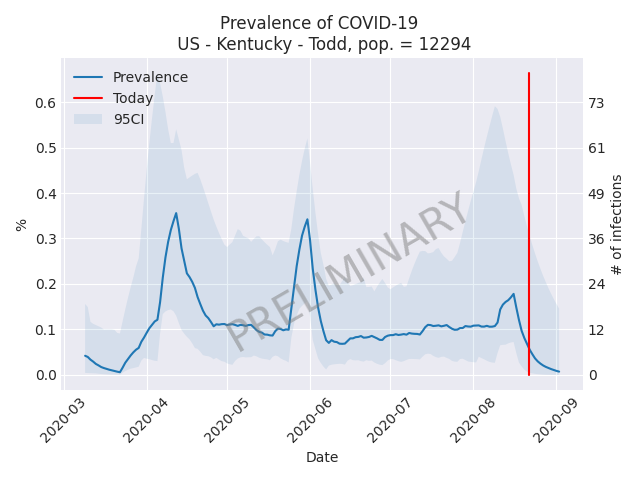 Prevalence of COVID-19
US - Kentucky - Todd, pop. = 12294
Prevalence
Today
95CI
PRELIMINARY
%
0.6
0.5
0.4
0.3
0.2
0.1
0.0
73
61
49
36
24
12
0
# of infections
2020-03
2020-04
2020-05
2020-06
2020-07
2020-08
2020-09
Date